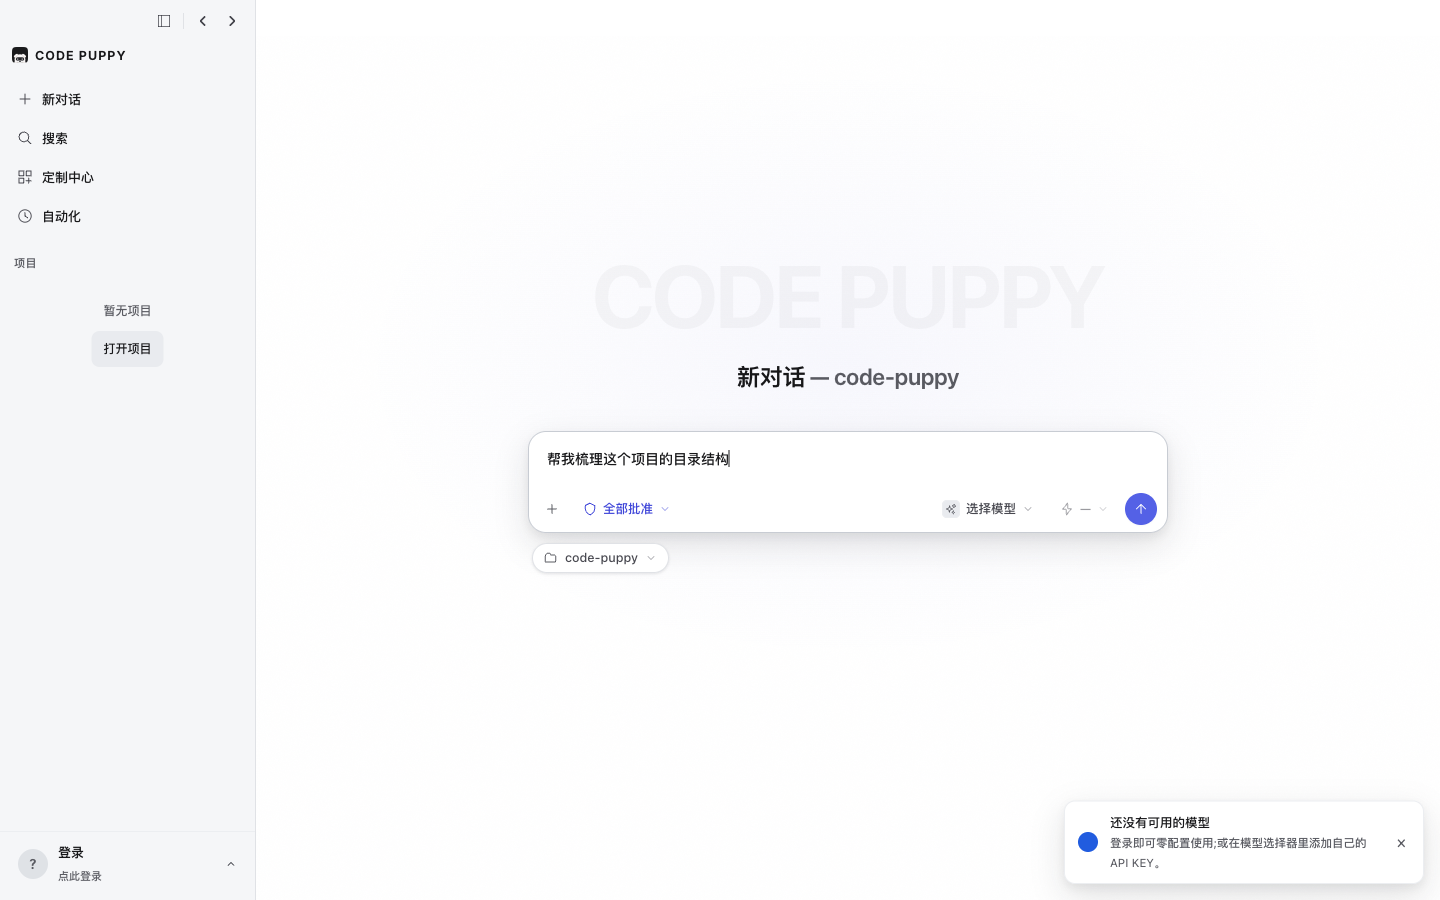 CODE PUPPY
新对话
搜索
定制中心
自动化
项目
暂无项目
打开项目
CODE PUPPY
新对话 — code-puppy
帮我梳理这个项目的目录结构
全部批准
选择模型
—
code-puppy
还没有可用的模型
登录即可零配置使用;或在模型选择器里添加自己的
API KEY。
?
登录
点此登录